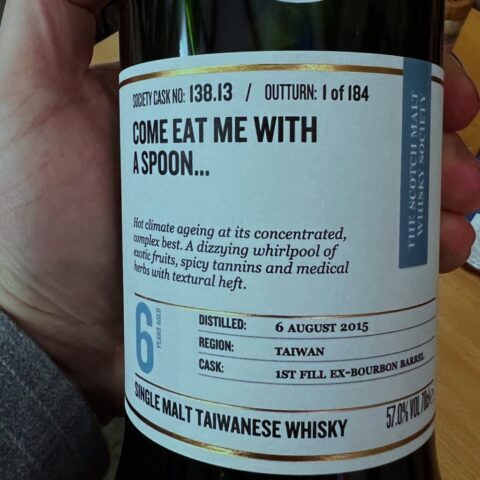 SOCIETY CASK NO: 138.13 / OUTTURN: 1 of 184
COME EAT ME WITH
A SPOON...
THE SCOTCH MALT
WHISKY SOCIETY
Hot climate ageing at its concentrated,
complex best. A dizzying whirlpool of
exotic fruits, spicy tannins and medical
herbs with textural heft.
6
YEARS AGED
DISTILLED: 6 AUGUST 2015
REGION: TAIWAN
CASK: 1ST FILL EX-BOURBON BARREL
SINGLE MALT TAIWANESE WHISKY
57.0% VOL